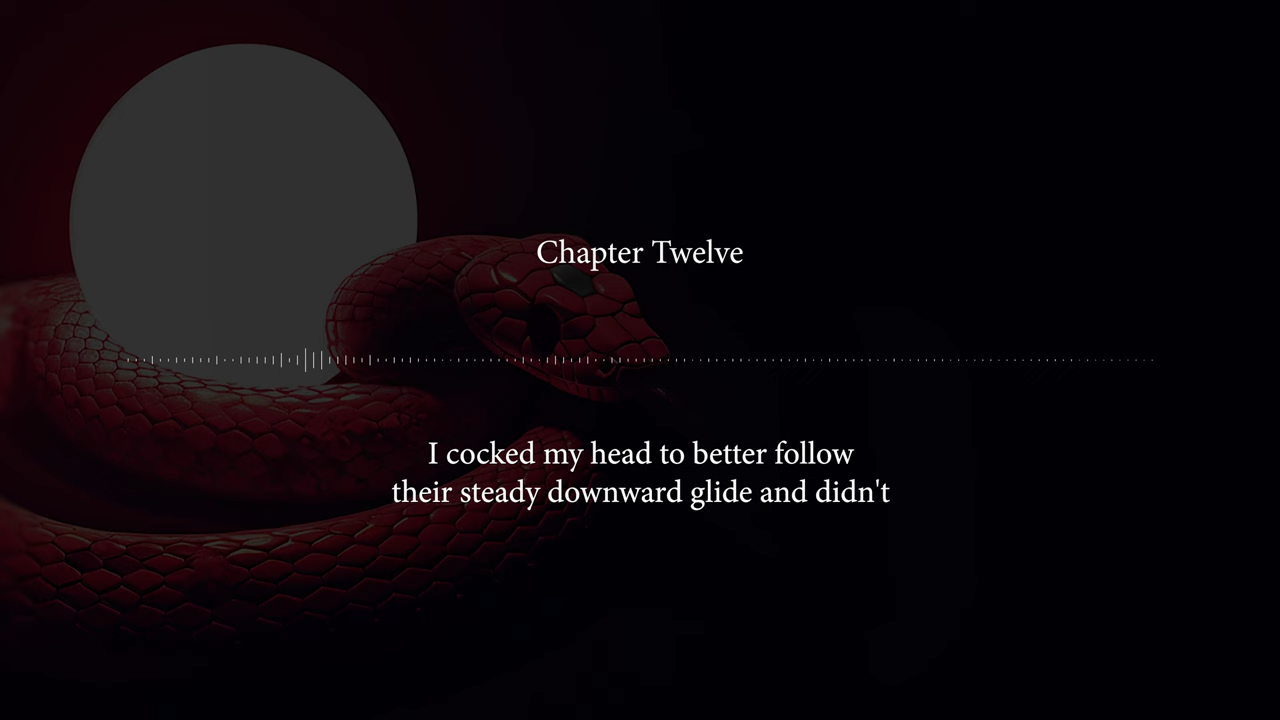 Chapter Twelve
I cocked my head to better follow
their steady downward glide and didn't